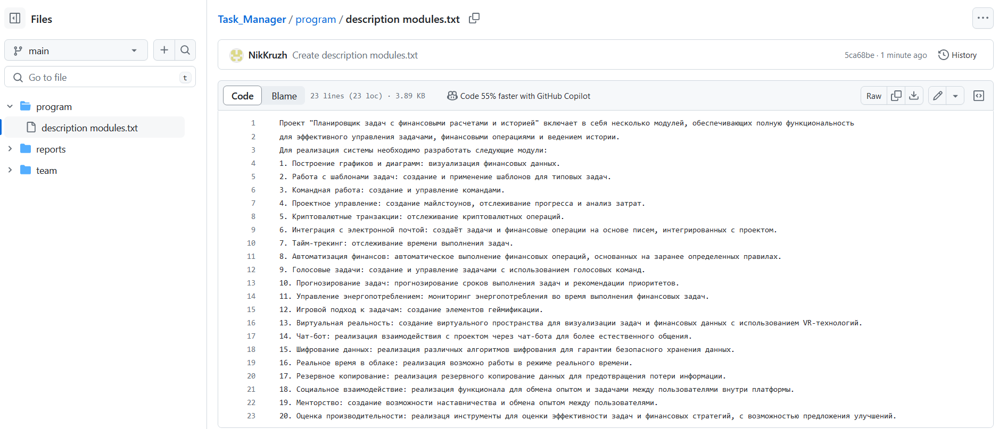 Files
main
Go to file
t
program
description modules.txt
reports
team
Task_Manager / program / description modules.txt
NikKruzh Create description modules.txt
5ca68be · 1 minute ago
History
Code
Blame
23 lines (23 loc) · 3.89 KB
Code 55% faster with GitHub Copilot
Raw
1 Проект "Планировщик задач с финансовыми расчетами и историей" включает в себя несколько модулей, обеспечивающих полную функциональность
2 для эффективного управления задачами, финансовыми операциями и ведением истории.
3 Для реализация системы необходимо разработать следующие модули:
4 1. Построение графиков и диаграмм: визуализация финансовых данных.
5 2. Работа с шаблонами задач: создание и применение шаблонов для типовых задач.
6 3. Командная работа: создание и управление командами.
7 4. Проектное управление: создание майлстоунов, отслеживание прогресса и анализ затрат.
8 5. Криптовалютные транзакции: отслеживание криптовалютных операций.
9 6. Интеграция с электронной почтой: создаёт задачи и финансовые операции на основе писем, интегрированных с проектом.
10 7. Тайм-трекинг: отслеживание времени выполнения задач.
11 8. Автоматизация финансов: автоматическое выполнение финансовых операций, основанных на заранее определенных правилах.
12 9. Голосовые задачи: создание и управление задачами с использованием голосовых команд.
13 10. Прогнозирование задач: прогнозирование сроков выполнения задач и рекомендации приоритетов.
14 11. Управление энергопотреблением: мониторинг энергопотребления во время выполнения финансовых задач.
15 12. Игровой подход к задачам: создание элементов геймификации.
16 13. Виртуальная реальность: создание виртуального пространства для визуализации задач и финансовых данных с использованием VR-технологий.
17 14. Чат-бот: реализация взаимодействия с проектом через чат-бота для более естественного общения.
18 15. Шифрование данных: реализация различных алгоритмов шифрования для гарантии безопасного хранения данных.
19 16. Реальное время в облаке: реализация возможно работы в режиме реального времени.
20 17. Резервное копирование: реализация резервного копирование данных для предотвращения потери информации.
21 18. Социальное взаимодействие: реализация функционала для обмена опытом и задачами между пользователями внутри платформы.
22 19. Менторство: создание возможности наставничества и обмена опытом между пользователями.
23 20. Оценка производительности: реализаця инструменты для оценки эффективности задач и финансовых стратегий, с возможностью предложения улучшений.